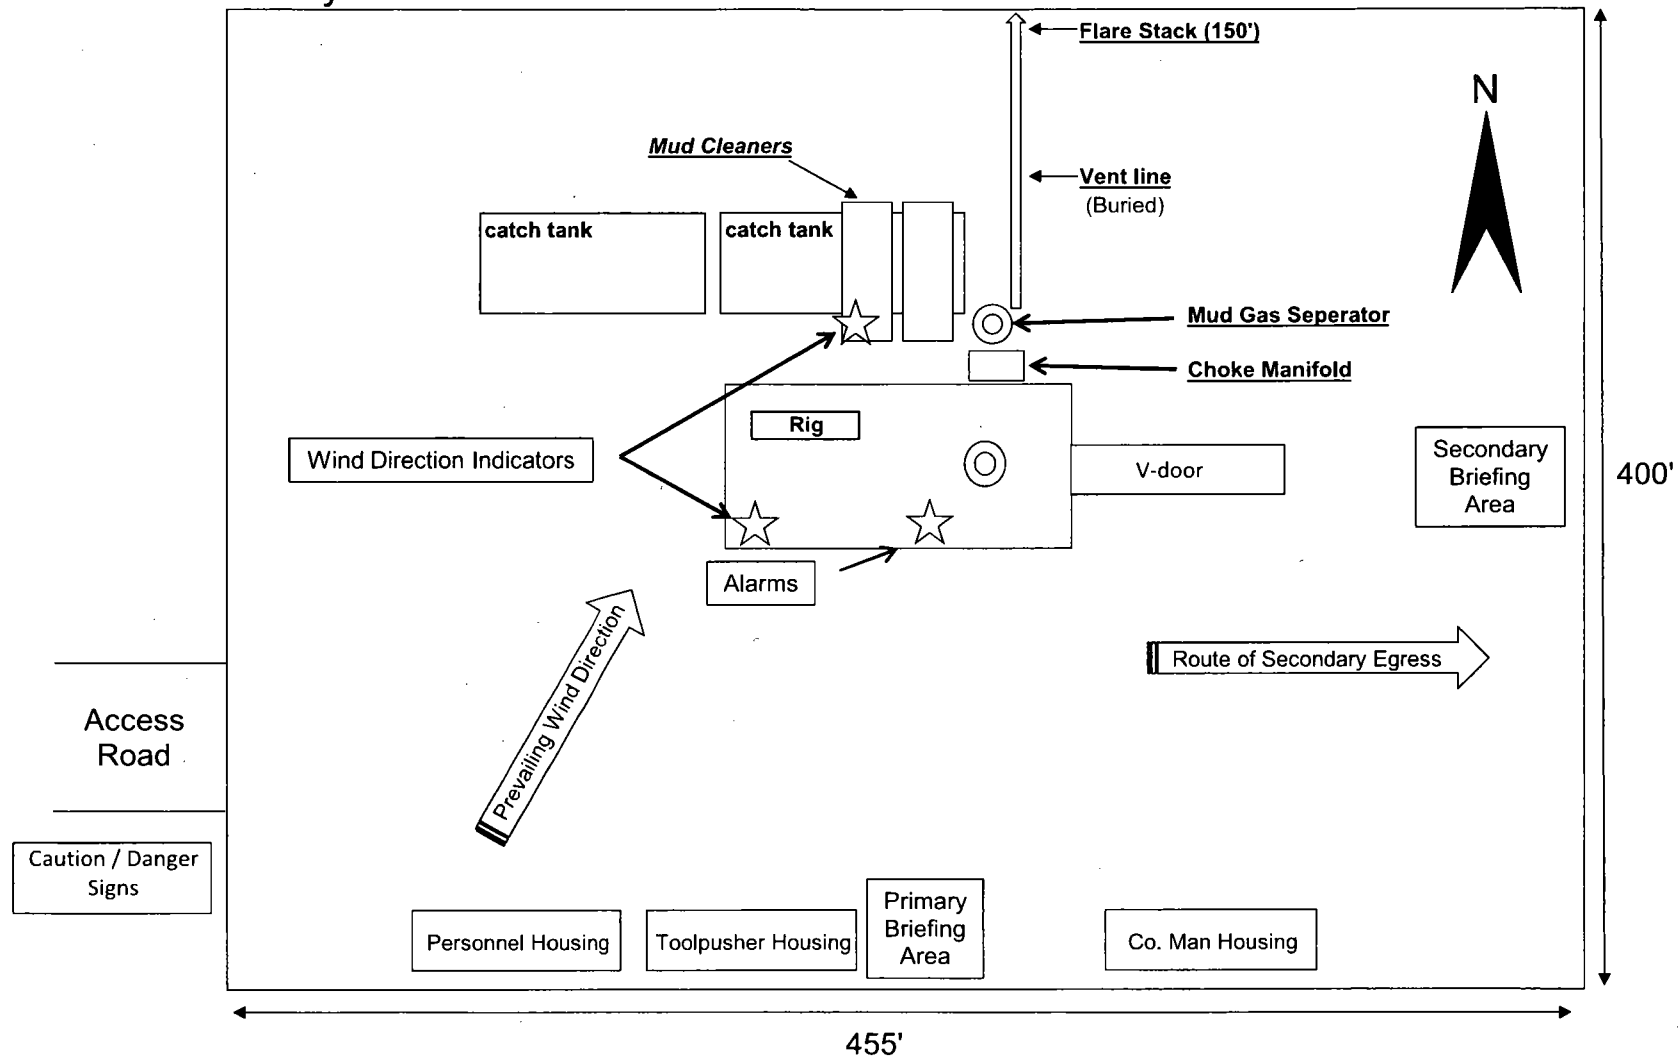 Flare Stack (150')
N
Mud Cleaners
Vent line
(Buried)
catch tank
catch tank
Mud Gas Seperator
Choke Manifold
Rig
Wind Direction Indicators
V-door
Secondary
Briefing
Area
400'
Alarms
Prevailing Wind Direction
Route of Secondary Egress
Access
Road
Caution / Danger
Signs
Personnel Housing
Toolpusher Housing
Primary
Briefing
Area
Co. Man Housing
455'